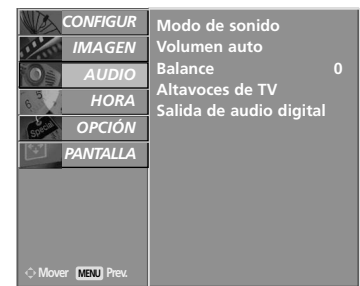 CONFIGUR
IMAGEN
AUDIO
HORA
OPCIÓN
PANTALLA
Mover MENU Prev.
Modo de sonido
Volumen auto
Balance 0
Altavoces de TV
Salida de audio digital
Special